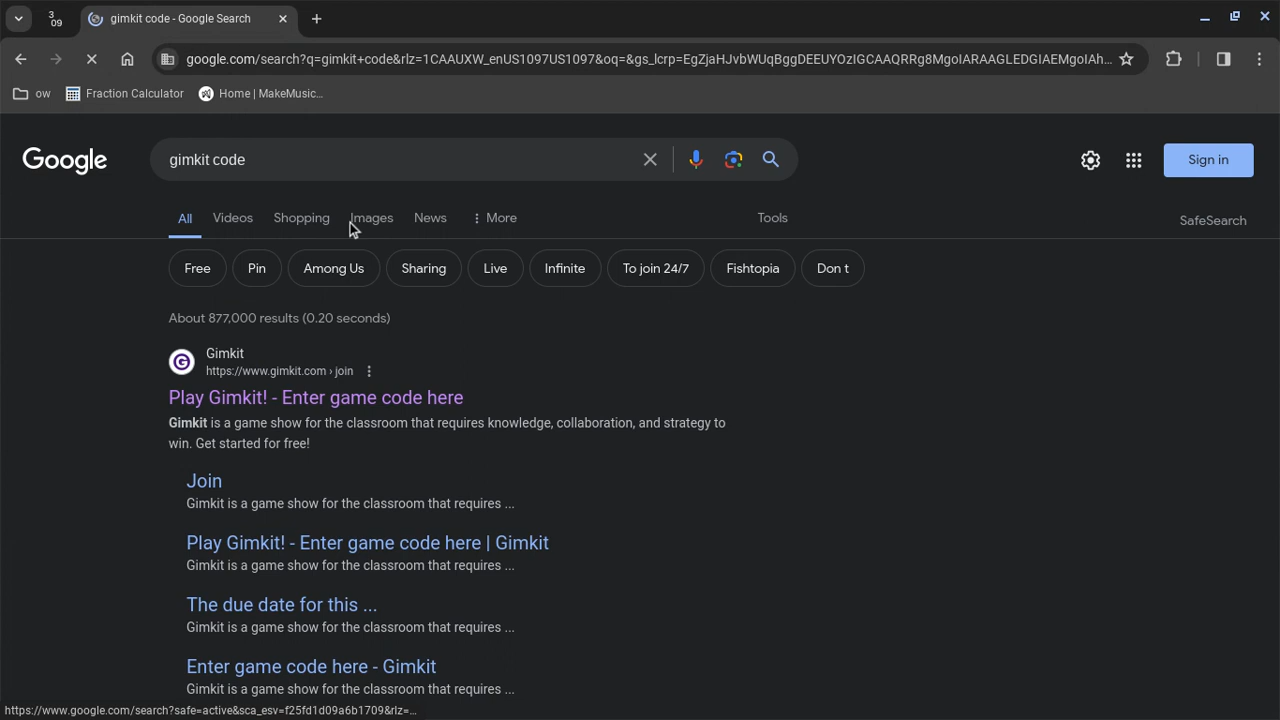 3
09
gimkit code - Google Search
google.com/search?q=gimkit+code&rlz=1CAAUXW_enUS1097US1097&oq=&gs_lcrp=EgZjaHJvbWUqBggDEEUYOzIGCAAQRRg8MgoIARAAGLEDGIAEMgoIAh...
ow
Fraction Calculator
Home | MakeMusic...
Google
gimkit code
Sign in
All
Videos
Shopping
Images
News
More
Tools
SafeSearch
Free
Pin
Among Us
Sharing
Live
Infinite
To join 24/7
Fishtopia
Don t
About 877,000 results (0.20 seconds)
G
Gimkit
https://www.gimkit.com › join
Play Gimkit! - Enter game code here
Gimkit is a game show for the classroom that requires knowledge, collaboration, and strategy to
win. Get started for free!
Join
Gimkit is a game show for the classroom that requires ...
Play Gimkit! - Enter game code here | Gimkit
Gimkit is a game show for the classroom that requires ...
The due date for this ...
Gimkit is a game show for the classroom that requires ...
Enter game code here - Gimkit
Gimkit is a game show for the classroom that requires ...
https://www.google.com/search?safe=active&sca_esv=f25fd1d09a6b1709&rlz=...